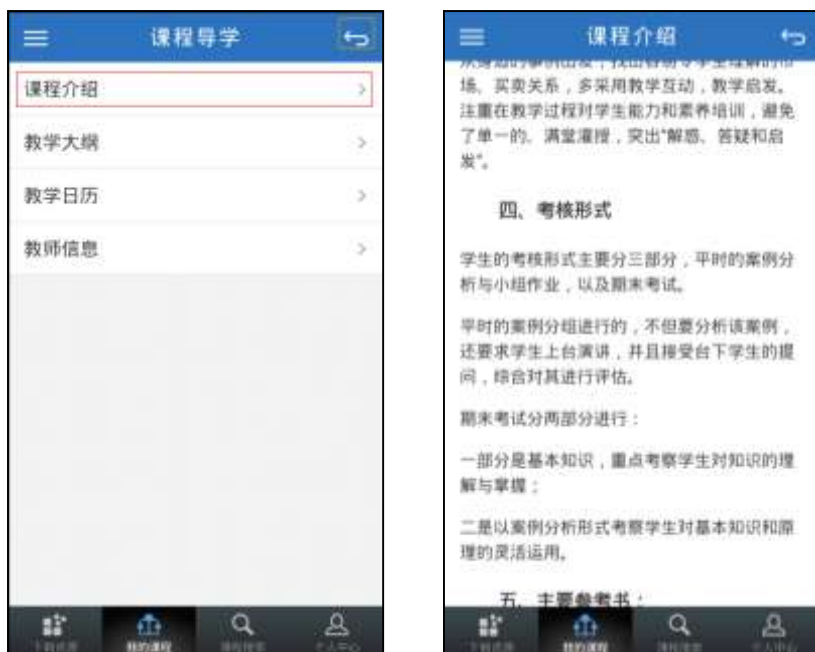 课程导学
课程介绍
教学大纲
教学日历
教师信息
我的课程
课程介绍
场、买卖关系，多采用教学互动，教学启发。
注重在教学过程对学生能力和素养培训，避免
了单一的、满堂灌授，突出“解惑、答疑和启
发”。
四、考核形式
学生的考核形式主要分三部分，平时的案例分
析与小组作业，以及期末考试。
平时的案例分组进行的，不但要分析该案例，
还要求学生上台演讲，并且接受台下学生的提
问，综合对其进行评估。
期末考试分两部分进行：
一部分是基本知识，重点考察学生对知识的理
解与掌握；
二是以案例分析形式考察学生对基本知识和原
理的灵活运用。
五、主要参考书：
我的课程